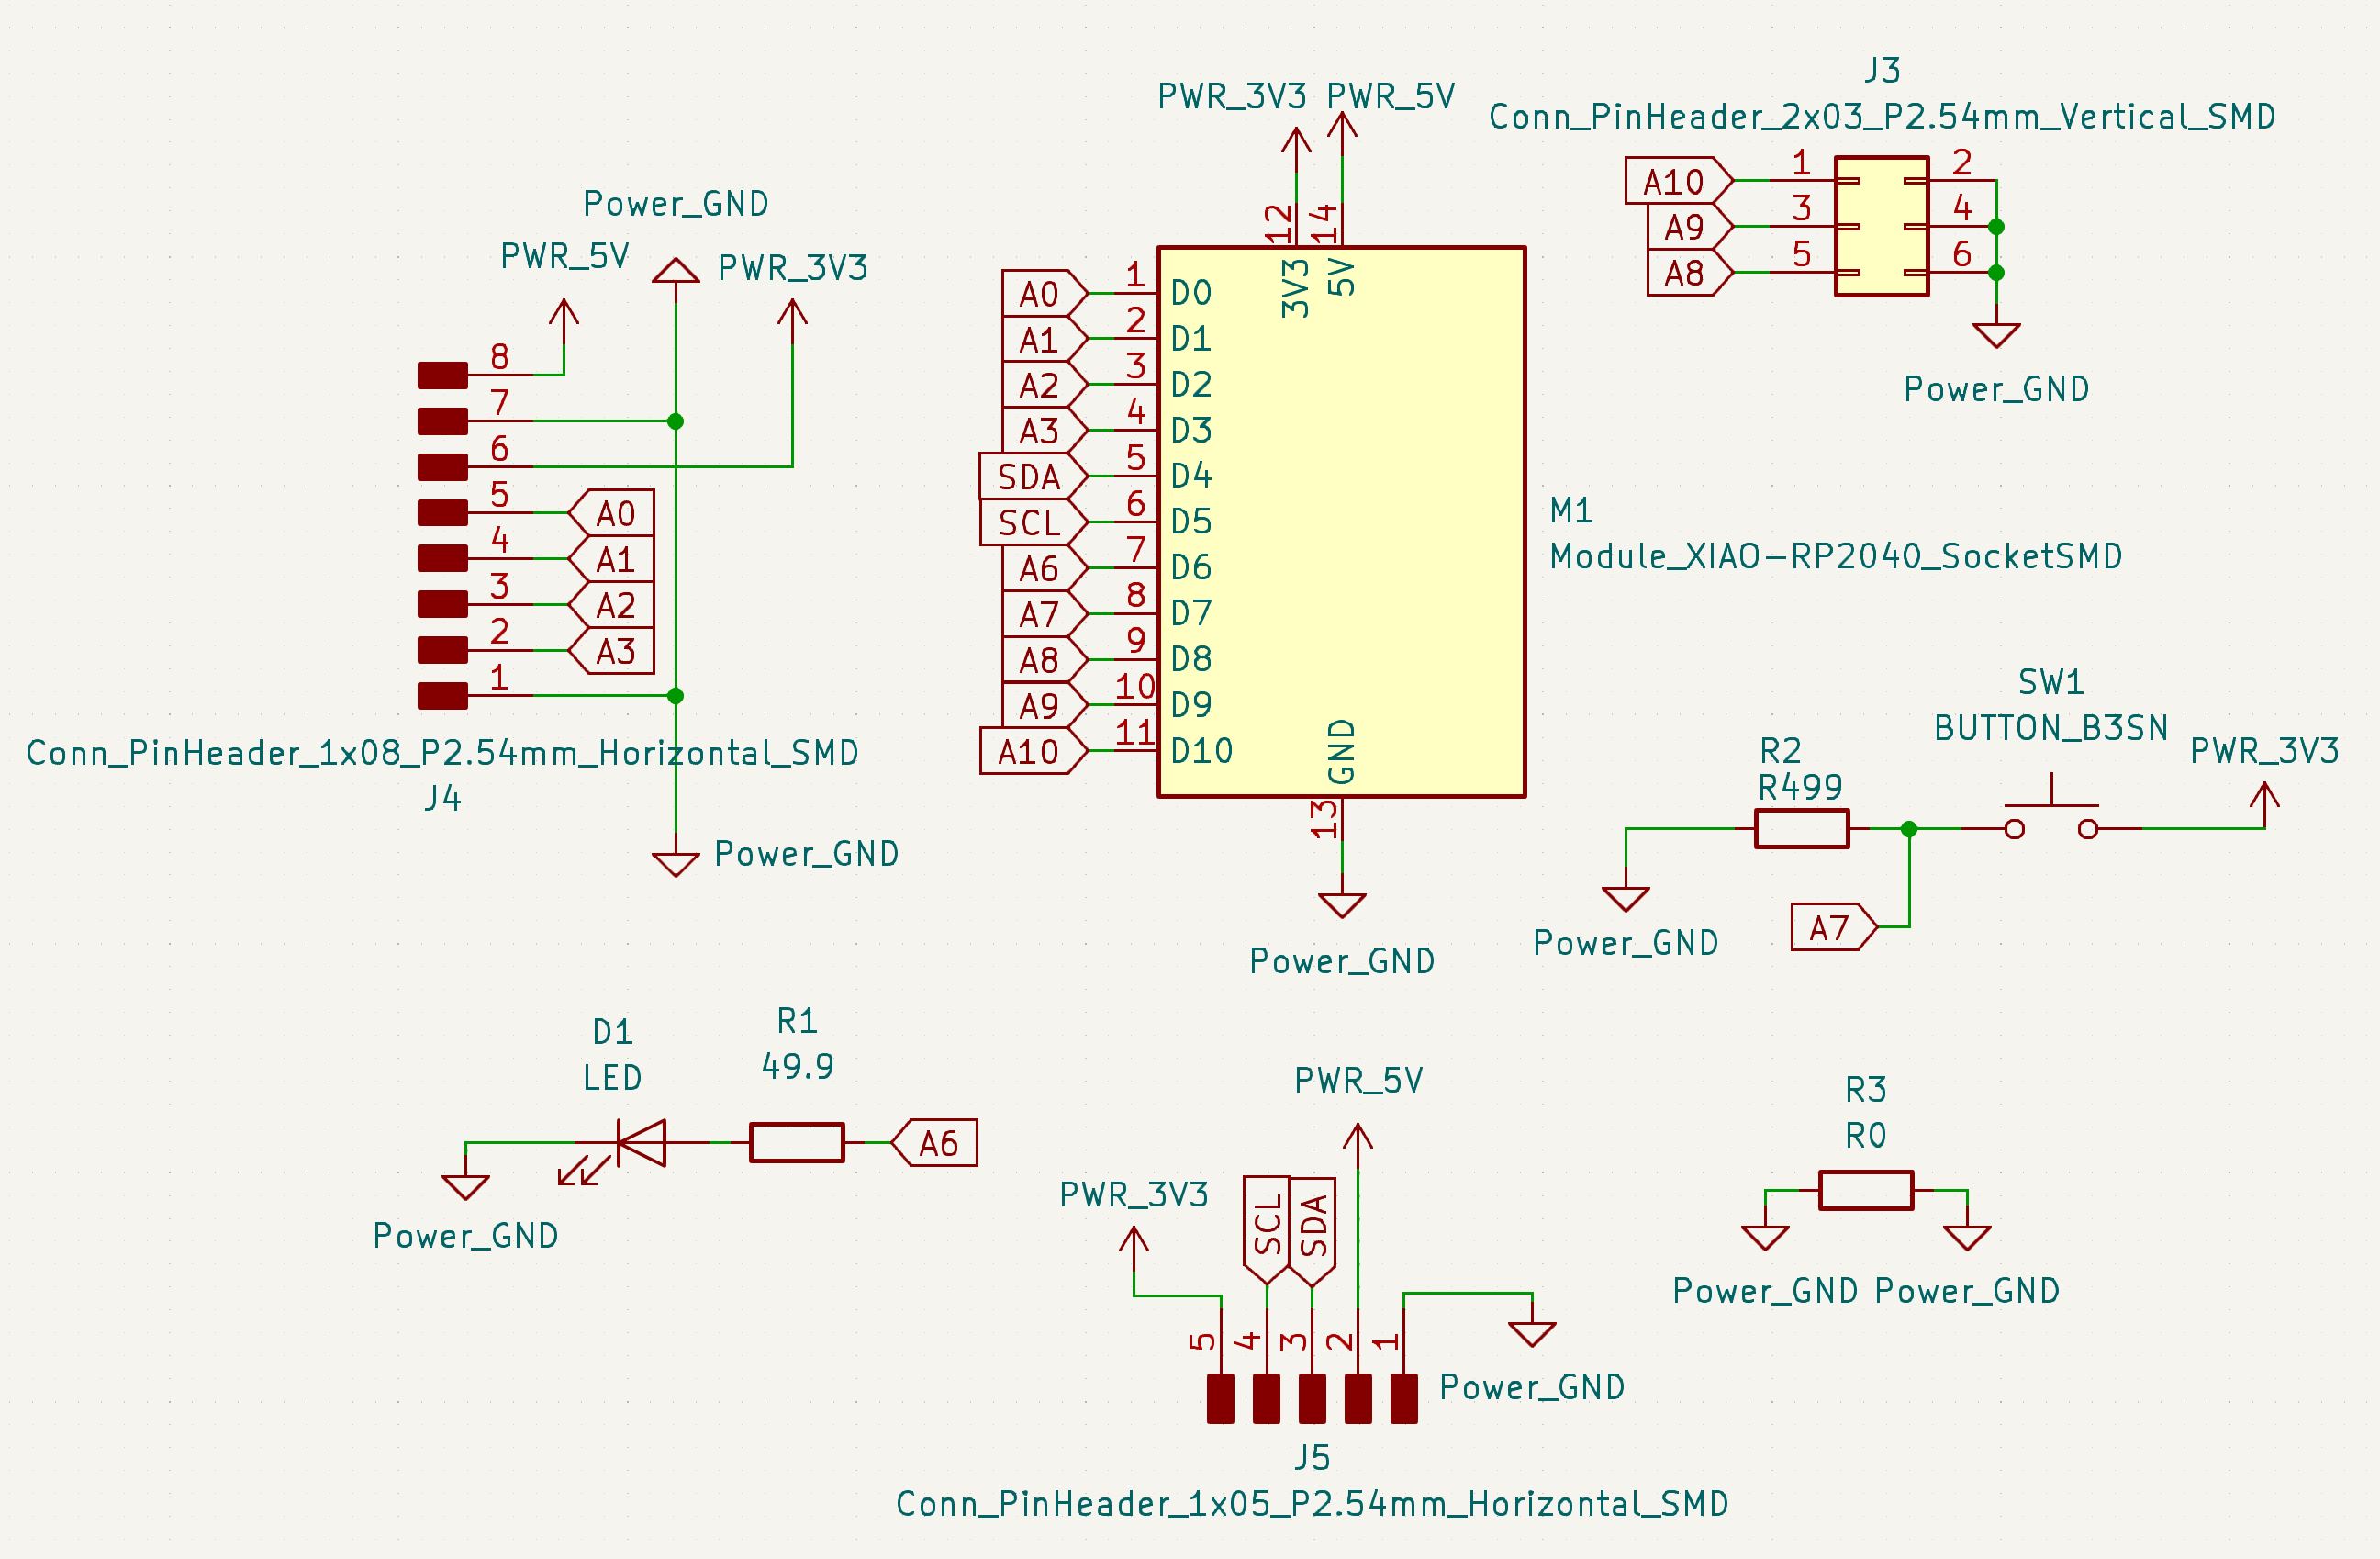 Power_GND
PWR_5V
PWR_3V3
8
7
6
5
A0
4
A1
3
A2
2
A3
1
Conn_PinHeader_1x08_P2.54mm_Horizontal_SMD
J4
Power_GND
PWR_3V3
PWR_5V
12
14
3V3
5V
A0
1
D0
A1
2
D1
A2
3
D2
A3
4
D3
SDA
5
D4
SCL
6
D5
A6
7
D6
A7
8
D7
A8
9
D8
A9
10
D9
A10
11
D10
GND
13
Power_GND
M1
Module_XIAO-RP2040_SocketSMD
J3
Conn_PinHeader_2x03_P2.54mm_Vertical_SMD
A10
1
2
A9
3
4
A8
5
6
Power_GND
SW1
BUTTON_B3SN
R2
R499
PWR_3V3
A7
Power_GND
D1
LED
R1
49.9
A6
Power_GND
PWR_5V
PWR_3V3
SCL
SDA
5
4
3
2
1
Power_GND
J5
Conn_PinHeader_1x05_P2.54mm_Horizontal_SMD
R3
R0
Power_GND
Power_GND